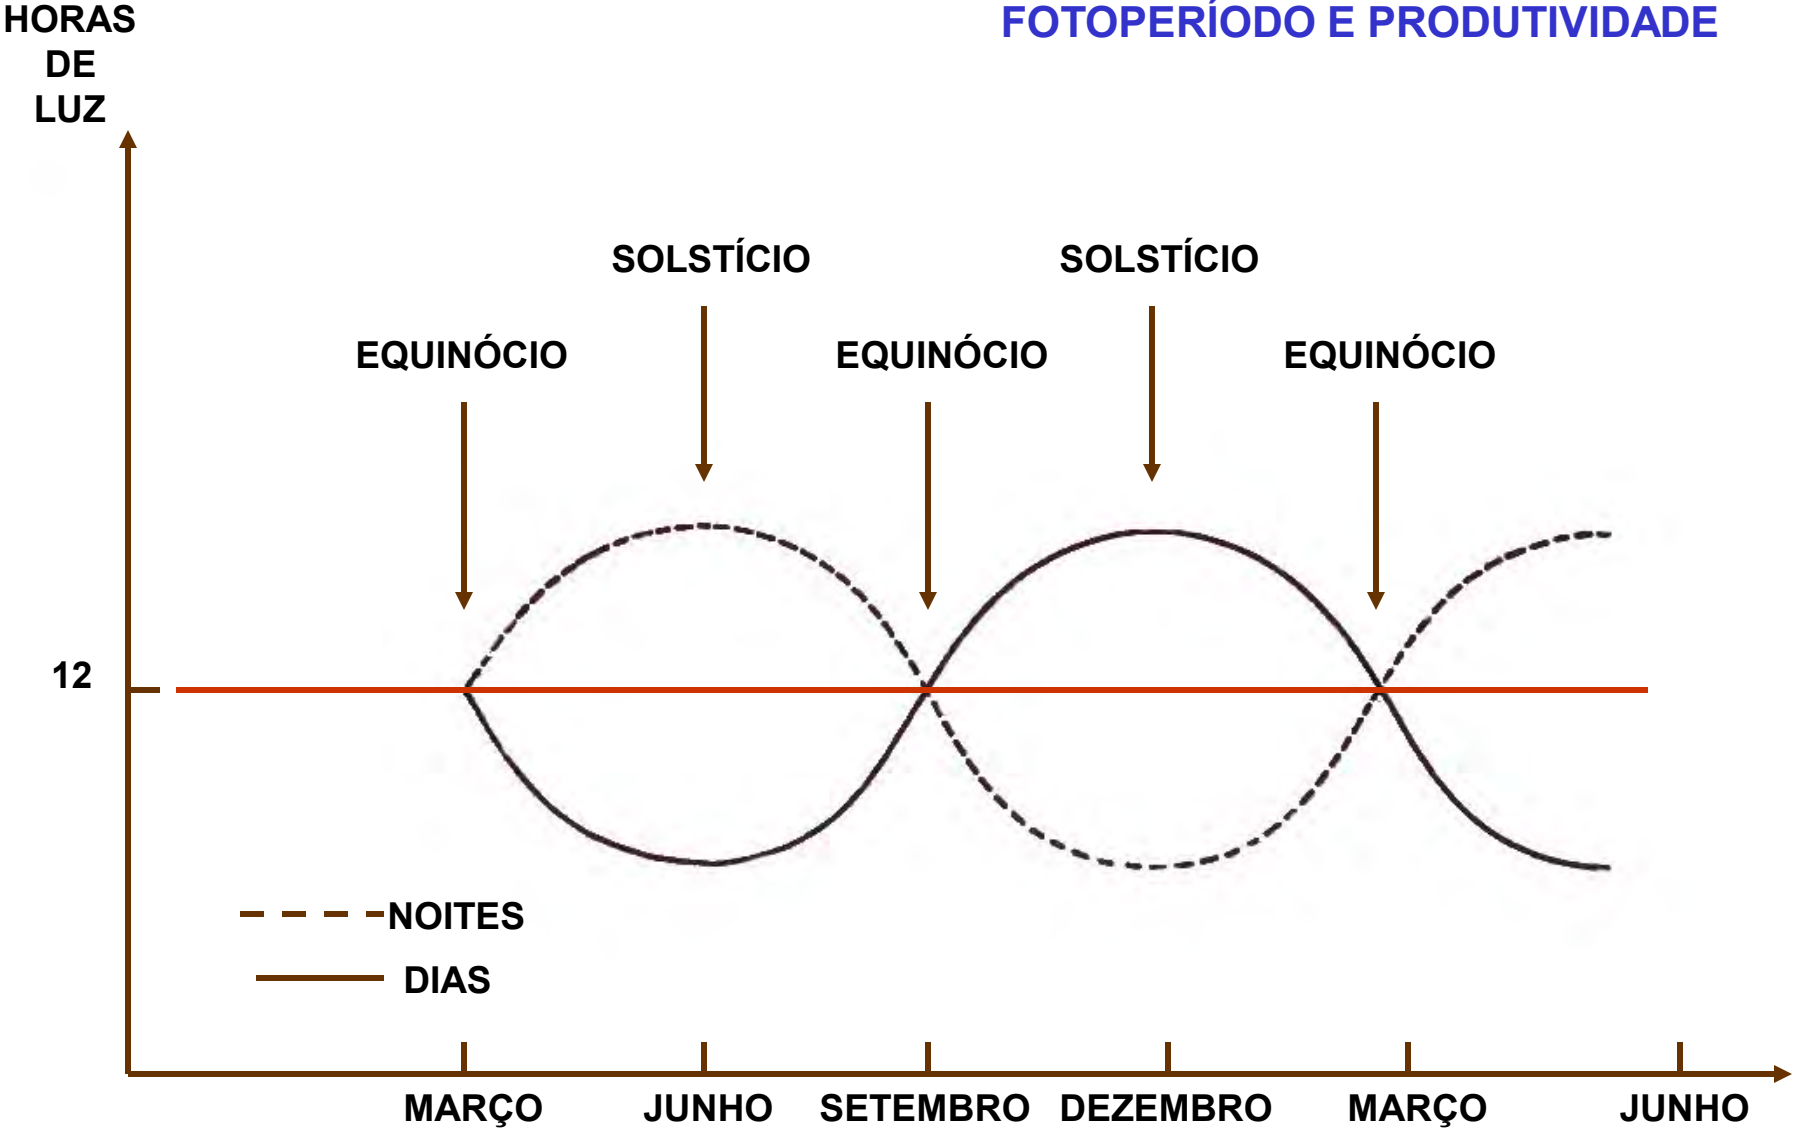 HORAS
DE
LUZ
FOTOPERÍODO E PRODUTIVIDADE
SOLSTÍCIO
SOLSTÍCIO
EQUINÓCIO
EQUINÓCIO
EQUINÓCIO
12
NOITES
DIAS
MARÇO
JUNHO
SETEMBRO
DEZEMBRO
MARÇO
JUNHO